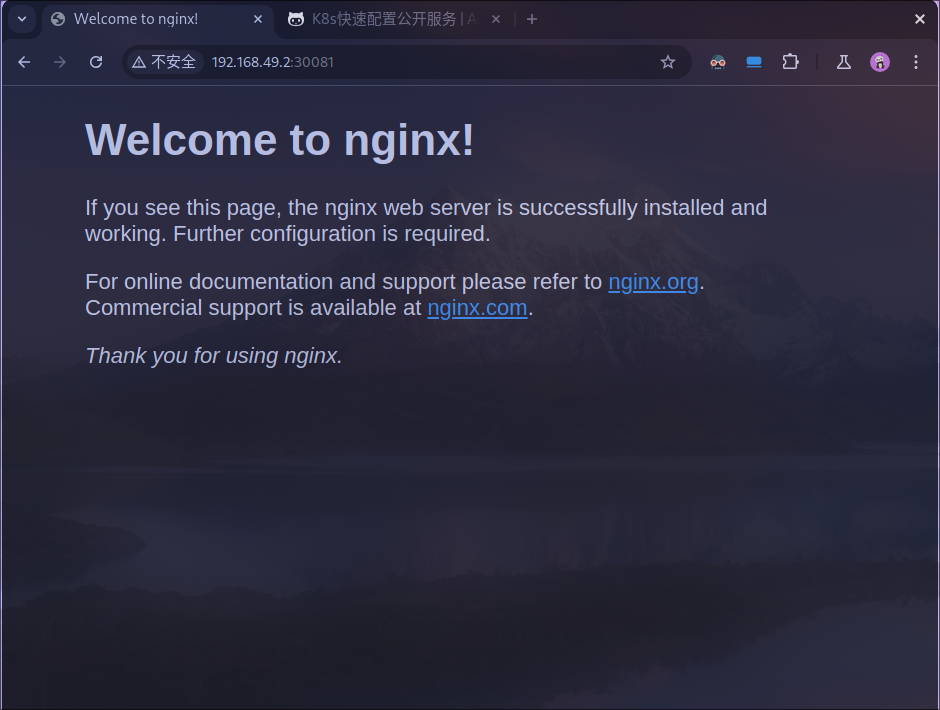 Welcome to nginx!
K8s快速配置公开服务 |
不安全 192.168.49.2:30081
Welcome to nginx!
If you see this page, the nginx web server is successfully installed and
working. Further configuration is required.
For online documentation and support please refer to nginx.org.
Commercial support is available at nginx.com.
Thank you for using nginx.